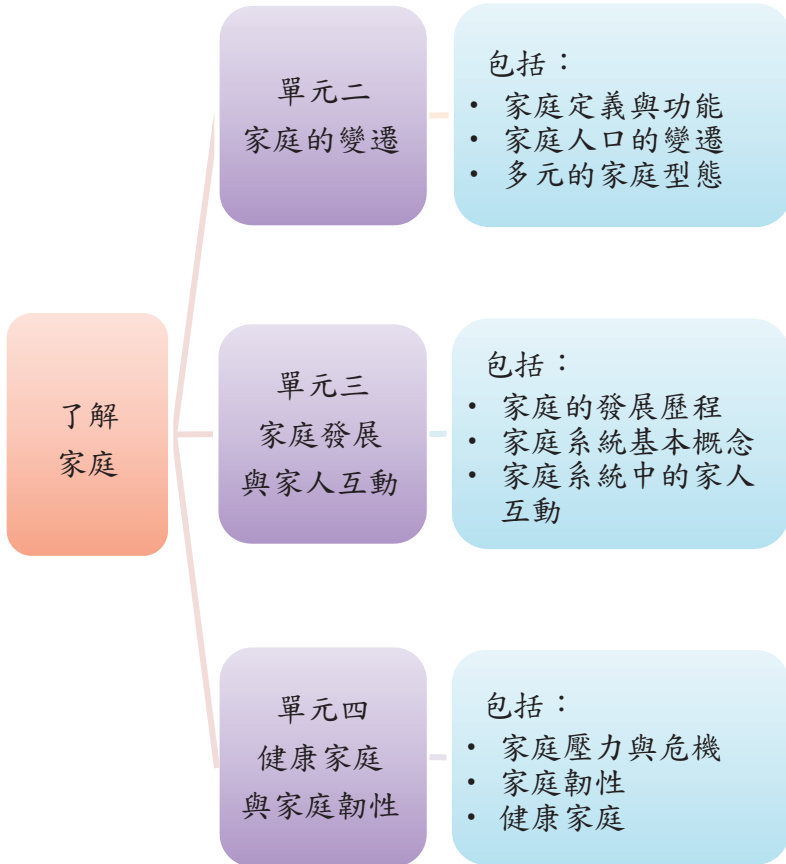 了解
家庭
單元二
家庭的變遷
包括：
• 家庭定義與功能
• 家庭人口的變遷
• 多元的家庭型態
單元三
家庭發展
與家人互動
包括：
• 家庭的發展歷程
• 家庭系統基本概念
• 家庭系統中的家人
互動
單元四
健康家庭
與家庭韌性
包括：
• 家庭壓力與危機
• 家庭韌性
• 健康家庭